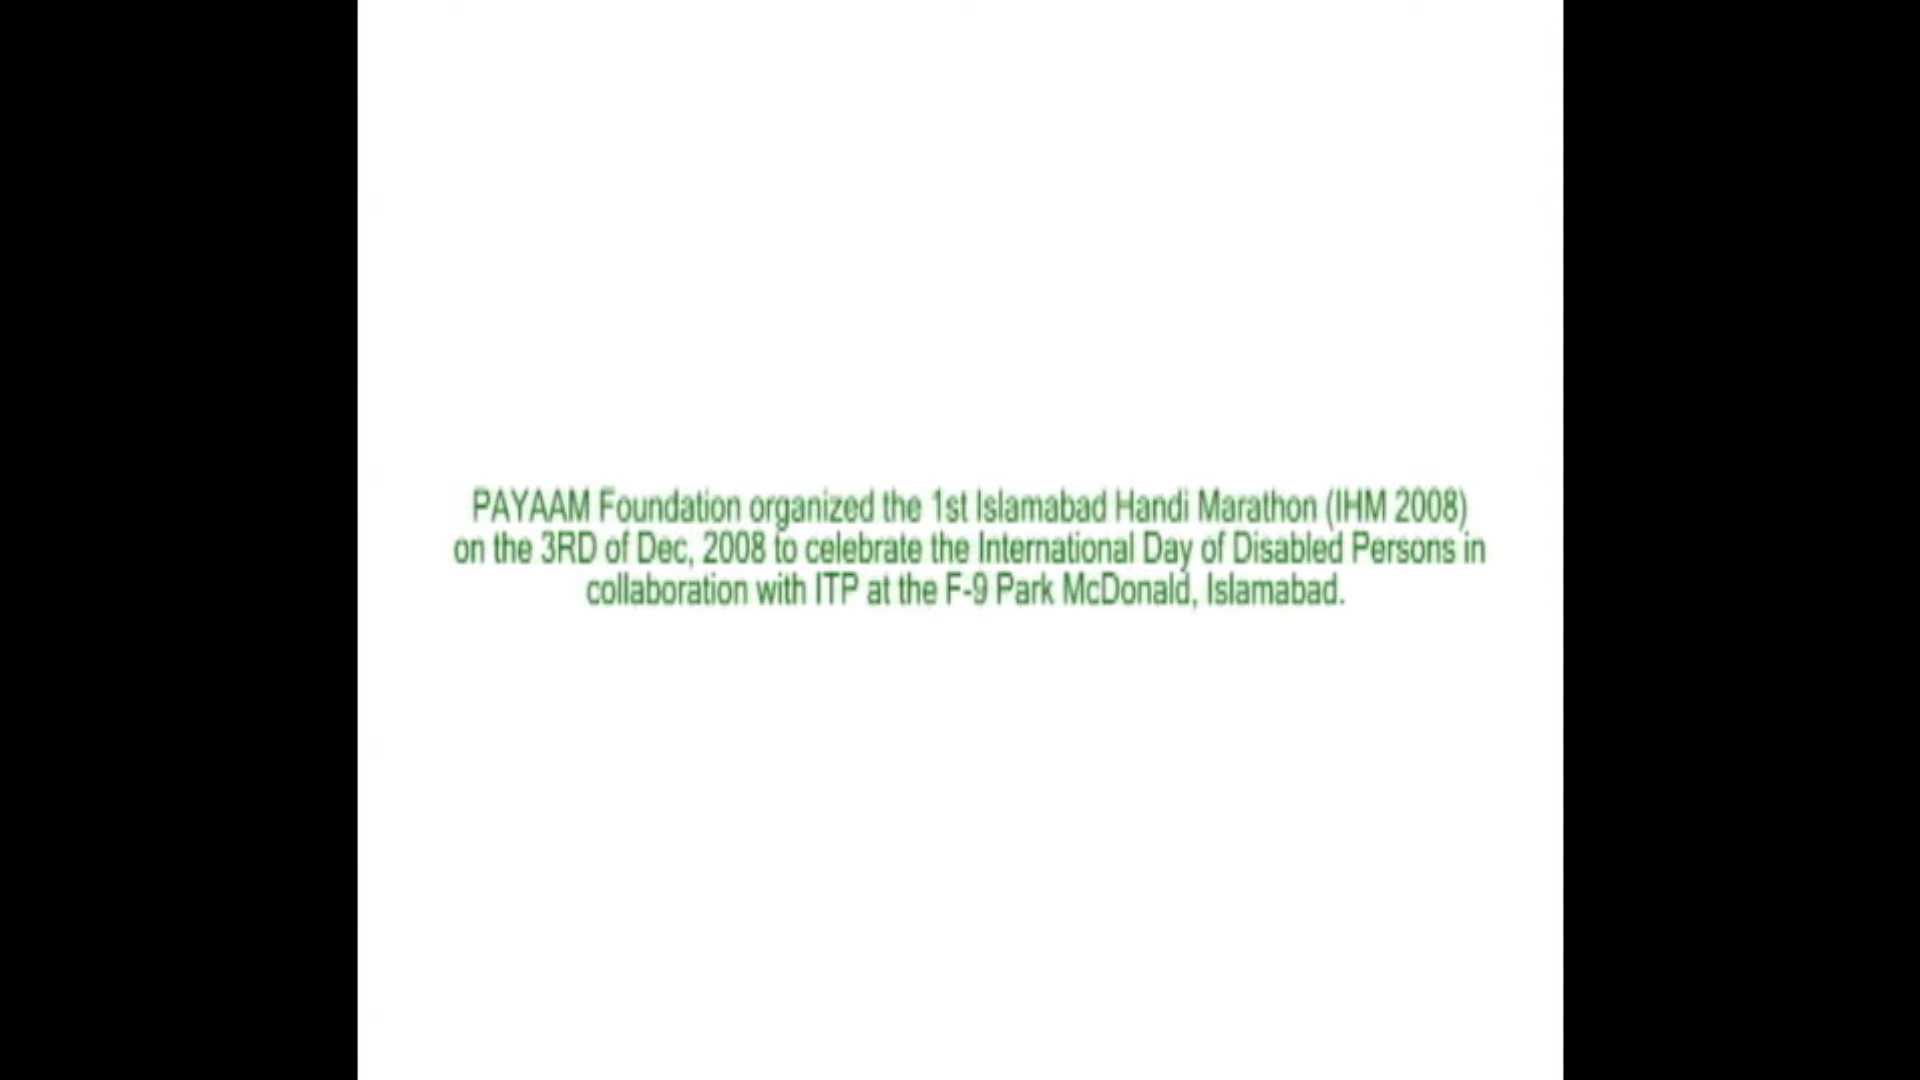 PAYAAM Foundation organized the 1st Islamabad Handi Marathon (IHM 2008)
on the 3RD of Dec, 2008 to celebrate the International Day of Disabled Persons in
collaboration with ITP at the F-9 Park McDonald, Islamabad.